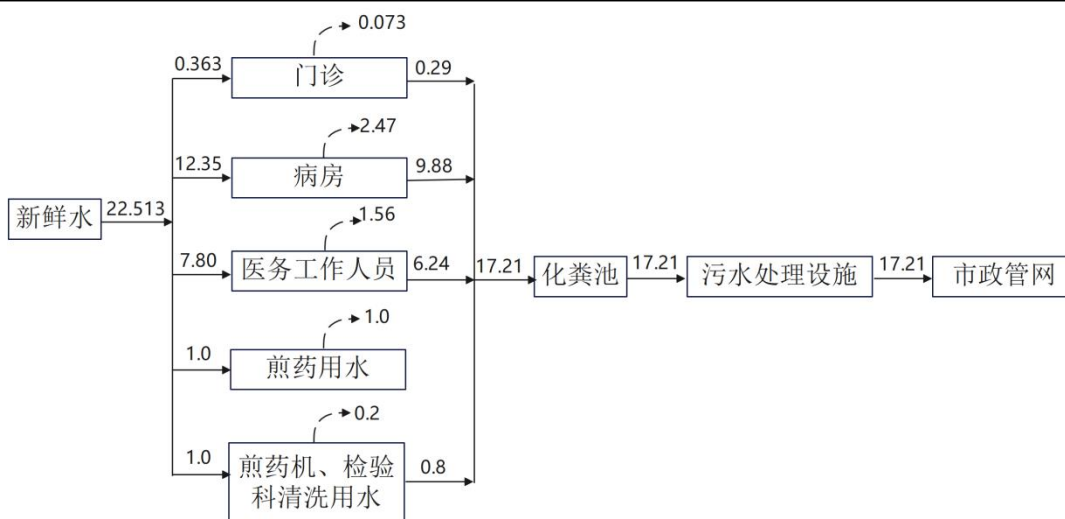 0.073
0.363
门诊
0.29
2.47
12.35
病房
9.88
新鲜水
22.513
1.56
7.80
医务工作人员
6.24
17.21
化粪池
17.21
污水处理设施
17.21
市政管网
1.0
1.0
煎药用水
0.2
1.0
煎药机、检验
科清洗用水
0.8